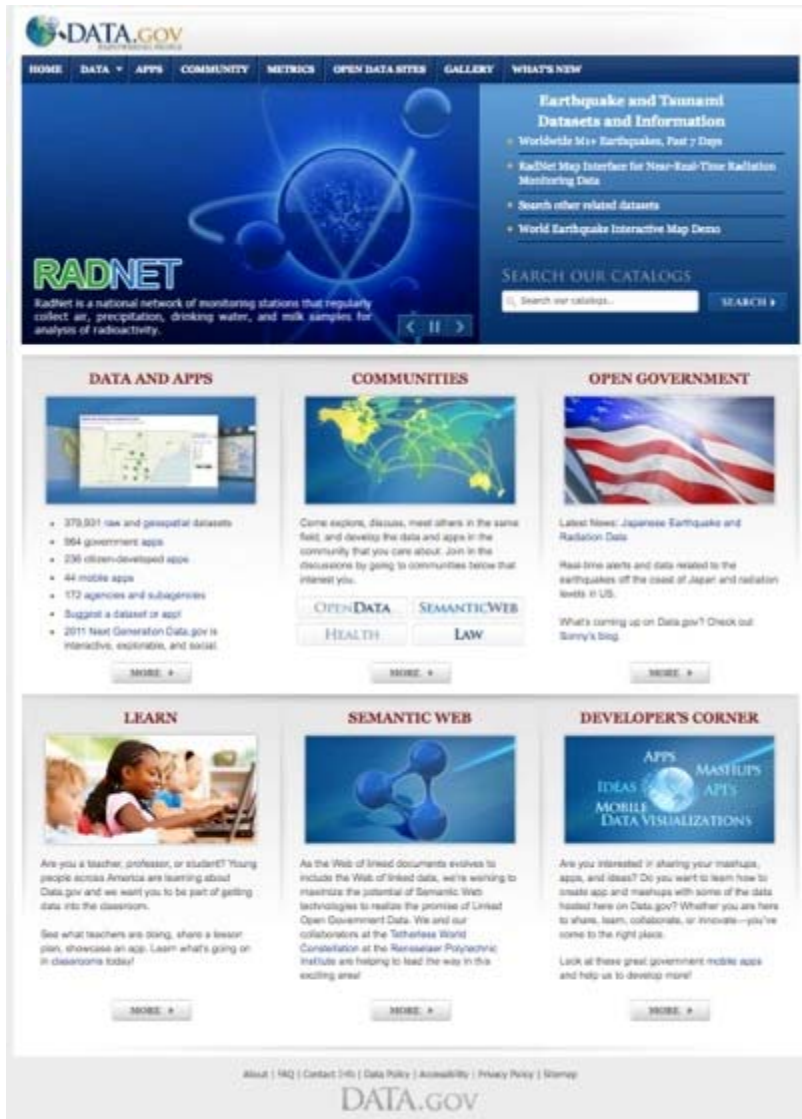 DATA.GOV
EMPOWERING PEOPLE
HOME DATA APPS COMMUNITY METRICS OPEN DATA SITES GALLERY WHAT'S NEW
Earthquake and Tsunami
Datasets and Information
Worldwide M1+ Earthquakes, Past 7 Days
RadNet Map Interface for Near-Real-Time Radiation
Monitoring Data
Search other related datasets
World Earthquake Interactive Map Demo
RADNET
RadNet is a national network of monitoring stations that regularly
collect air, precipitation, drinking water, and milk samples for
analysis of radioactivity.
SEARCH OUR CATALOGS
Search our catalogs...
SEARCH
DATA AND APPS
379,931 raw and geospatial datasets
964 government apps
236 citizen-developed apps
44 mobile apps
172 agencies and subagencies
Suggest a dataset or app!
2011 Next Generation Data.gov is
interactive, explorable, and social.
MORE
COMMUNITIES
Come explore, discuss, meet others in the same
field, and develop the data and apps in the
community that you care about. Join in the
discussions by going to communities below that
interest you.
OPENDATA SEMANTICWEB
HEALTH LAW
MORE
OPEN GOVERNMENT
Latest News: Japanese Earthquake and
Radiation Data
Real-time alerts and data related to the
earthquakes off the coast of Japan and radiation
levels in US.
What's coming up on Data.gov? Check out
Sonny's blog.
MORE
LEARN
Are you a teacher, professor, or student? Young
people across America are learning about
Data.gov and we want you to be part of getting
data into the classroom.
See what teachers are doing, share a lesson
plan, showcase an app. Learn what's going on
in classrooms today!
MORE
SEMANTIC WEB
As the Web of linked documents evolves to
include the Web of linked data, we're working to
maximize the potential of Semantic Web
technologies to realize the promise of Linked
Open Government Data. We and our
collaborators at the Tetherless World
Constellation at the Rensselaer Polytechnic
Institute are helping to lead the way in this
exciting area!
MORE
DEVELOPER'S CORNER
APPS
MASHUPS
IDEAS
API'S
MOBILE
DATA VISUALIZATIONS
Are you interested in sharing your mashups,
apps, and ideas? Do you want to learn how to
create app and mashups with some of the data
hosted here on Data.gov? Whether you are here
to share, learn, collaborate, or innovate—you've
come to the right place.
Look at these great government mobile apps
and help us to develop more!
MORE
About | FAQ | Contact Info | Data Policy | Accessibility | Privacy Policy | Sitemap
DATA.GOV